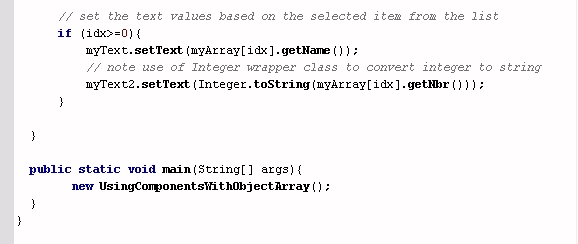 // set the text values based on the selected item from the list
if (idx>=0){
myText.setText(myArray[idx].getName());
// note use of Integer wrapper class to convert integer to string
myText2.setText(Integer.toString(myArray[idx].getNbr()));
}
}
public static void main(String[] args){
new UsingComponentsWithObjectArray();
}
}